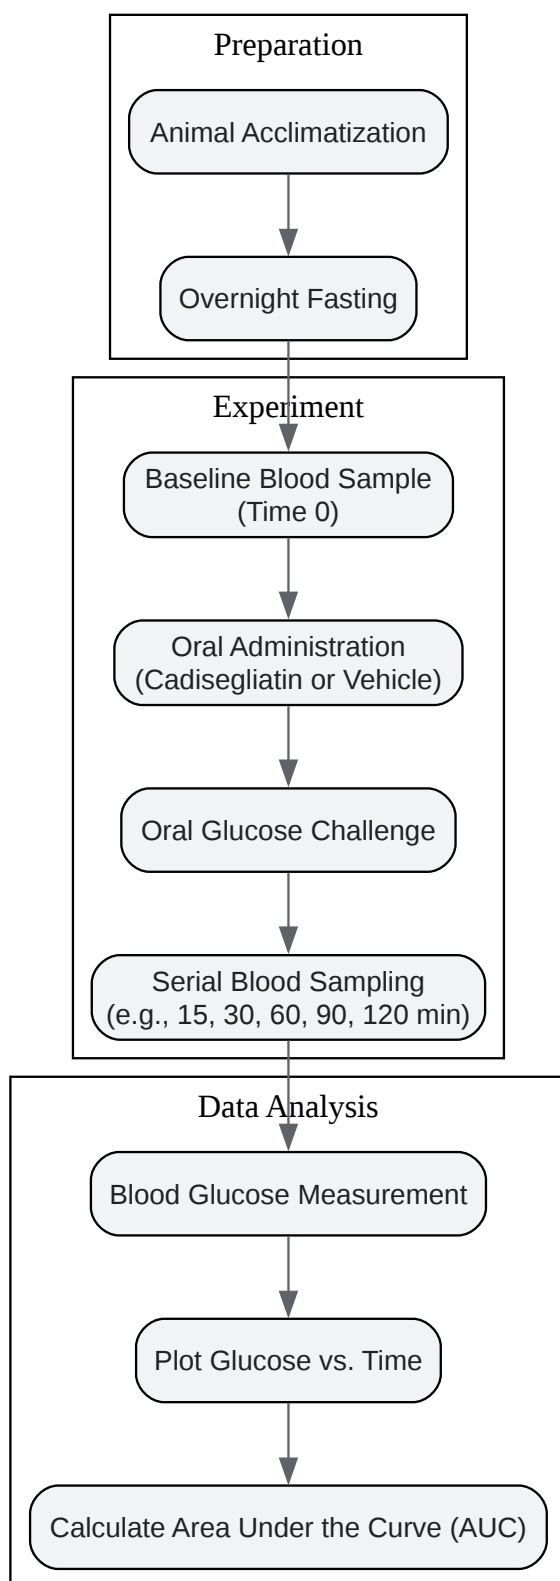 Preparation
Animal Acclimatization
Overnight Fasting
Experiment
Baseline Blood Sample
(Time 0)
Oral Administration
(Cadisegliatin or Vehicle)
Oral Glucose Challenge
Serial Blood Sampling
(e.g., 15, 30, 60, 90, 120 min)
Data Analysis
Blood Glucose Measurement
Plot Glucose vs. Time
Calculate Area Under the Curve (AUC)